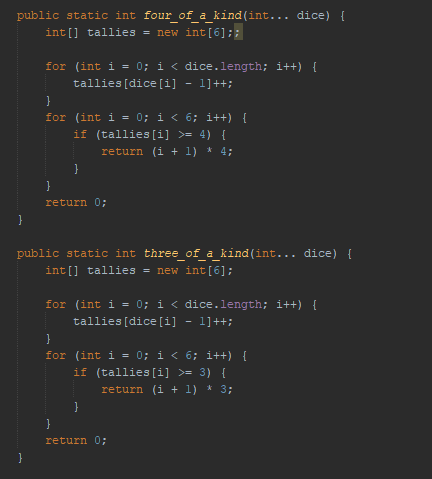 public static int four_of_a_kind(int... dice) {
    int[] tallies = new int[6];;

    for (int i = 0; i < dice.length; i++) {
        tallies[dice[i] - 1]++;
    }
    for (int i = 0; i < 6; i++) {
        if (tallies[i] >= 4) {
            return (i + 1) * 4;
        }
    }
    return 0;
}

public static int three_of_a_kind(int... dice) {
    int[] tallies = new int[6];

    for (int i = 0; i < dice.length; i++) {
        tallies[dice[i] - 1]++;
    }
    for (int i = 0; i < 6; i++) {
        if (tallies[i] >= 3) {
            return (i + 1) * 3;
        }
    }
    return 0;
}